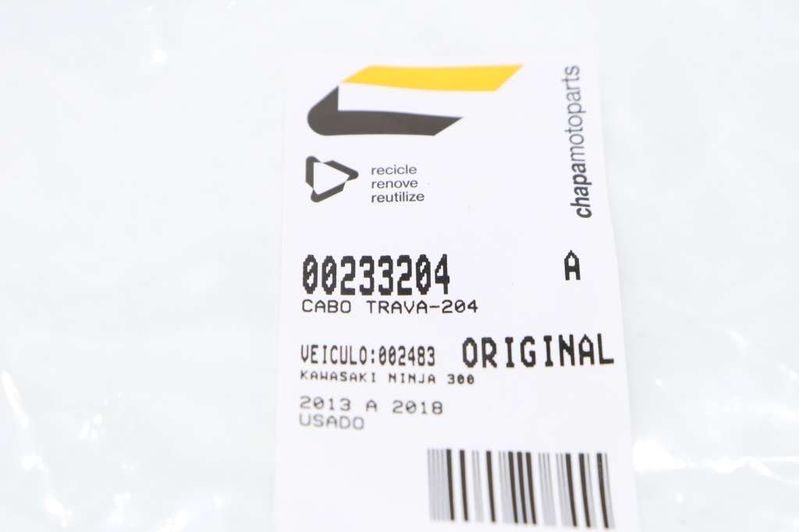 chapamotoparts
recicle
renove
reutilize
00233204 A
CABO TRAVA-204
VEICULO:002483 ORIGINAL
KAWASAKI NINJA 300
2013 A 2018
USADO